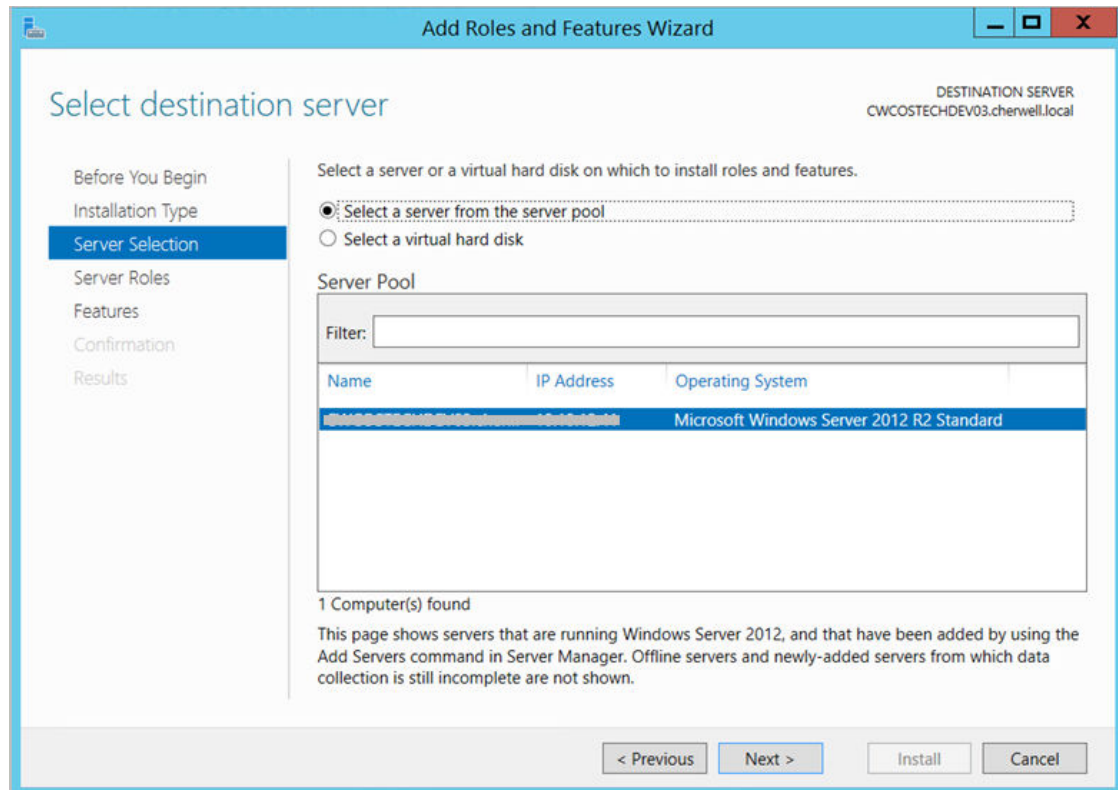 Add Roles and Features Wizard
Select destination server
DESTINATION SERVER
CWCOSTECHDEV03.cherwell.local
Before You Begin
Installation Type
Server Selection
Server Roles
Features
Confirmation
Results
Select a server or a virtual hard disk on which to install roles and features.
Select a server from the server pool
Select a virtual hard disk
Server Pool
Filter:
Name IP Address Operating System
Microsoft Windows Server 2012 R2 Standard
1 Computer(s) found
This page shows servers that are running Windows Server 2012, and that have been added by using the
Add Servers command in Server Manager. Offline servers and newly-added servers from which data
collection is still incomplete are not shown.
< Previous Next > Install Cancel